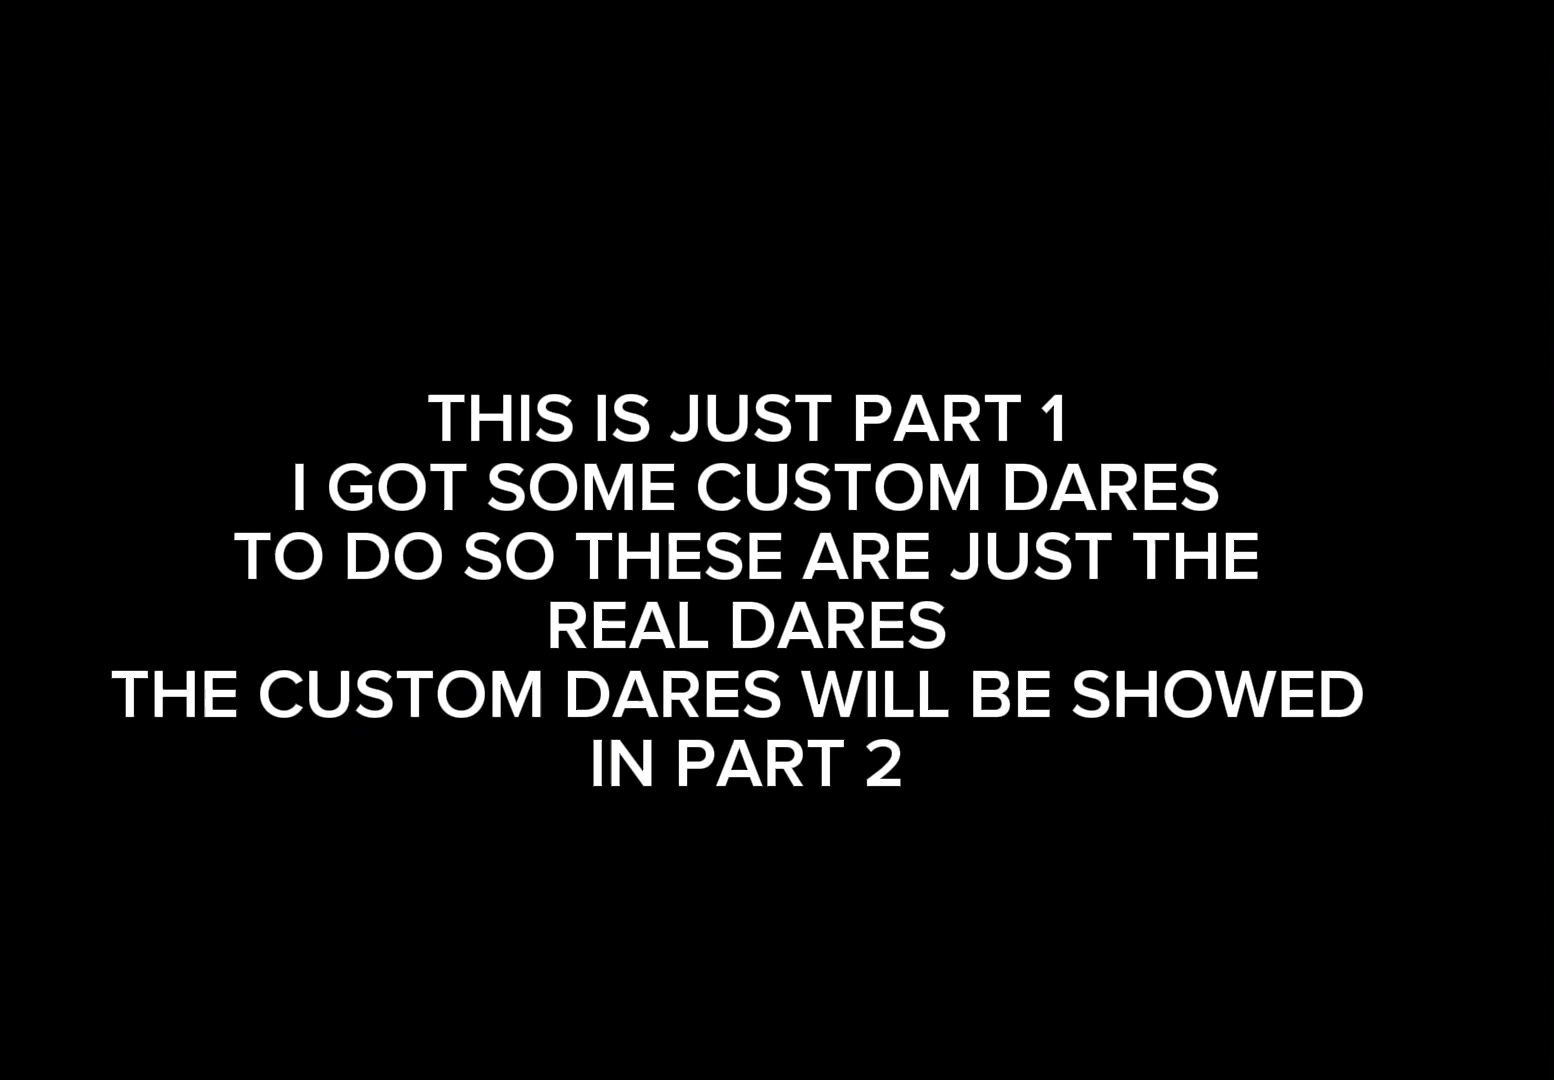 THIS IS JUST PART 1
I GOT SOME CUSTOM DARES
TO DO SO THESE ARE JUST THE
REAL DARES
THE CUSTOM DARES WILL BE SHOWED
IN PART 2